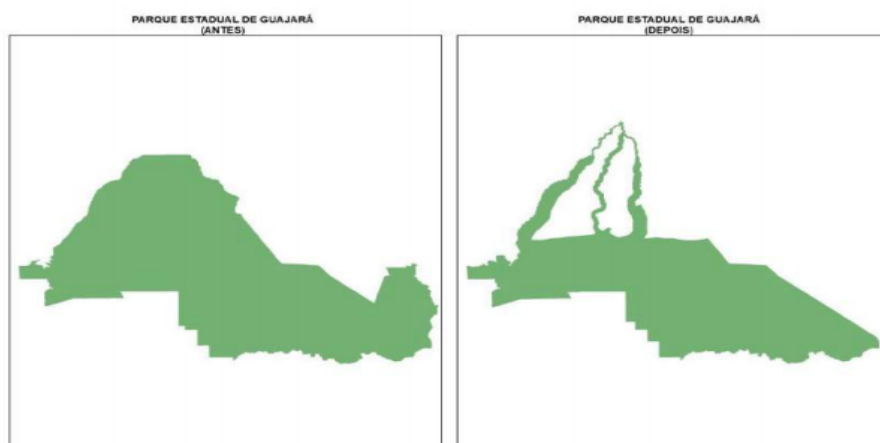 PARQUE ESTADUAL DE GUAJARÁ
(ANTES)
PARQUE ESTADUAL DE GUAJARÁ
(DEPOIS)